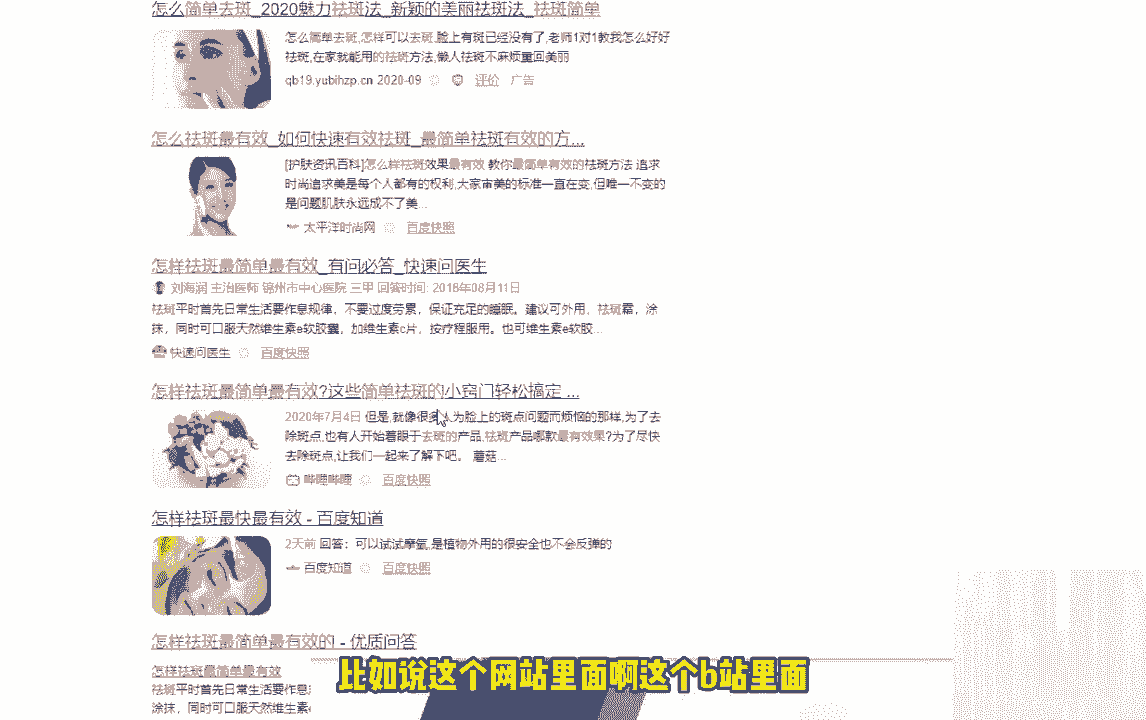 怎么简单去斑_2020魅力祛斑法_新颖的美丽祛斑法_祛斑简单
怎么简单去斑,怎样可以去斑,脸上有斑已经没有了,老师1对1教我怎么好好
祛斑,在家就能用的祛斑方法,懒人祛斑不麻烦重回美丽
qb19.yubihzp.cn 2020-09 评价 广告
怎么祛斑最有效_如何快速有效祛斑_最简单祛斑有效的方...
[护肤资讯百科]怎么样祛斑效果最有效 教你最简单有效的祛斑方法 追求
时尚追求美是每个人都有的权利,大家审美的标准一直在变,但唯一不变的
是问题肌肤永远成不了美...
太平洋时尚网 百度快照
怎样祛斑最简单最有效_有问必答_快速问医生
刘海润 主治医师 锦州市中心医院 三甲 回答时间: 2018年08月11日
祛斑平时首先日常生活要作息规律，不要过度劳累，保证充足的睡眠。建议可外用，祛斑霜，涂
抹，同时可口服天然维生素e软胶囊，加维生素c片，按疗程服用。也可维生素e软胶...
快速问医生 百度快照
怎样祛斑最简单最有效?这些简单祛斑的小窍门轻松搞定 ...
2020年7月4日 但是,就像很多人为脸上的斑点问题而烦恼的那样,为了去
除斑点,也有人开始着眼于去斑的产品,祛斑产品哪款最有效果?为了尽快
去除斑点,让我们一起来了解下吧。 蘑菇...
哔哩哔哩 百度快照
怎样祛斑最快最有效 - 百度知道
2天前 回答：可以试试摩氧,是植物外用的很安全也不会反弹的
百度知道 百度快照
怎样祛斑最简单最有效的 - 优质问答
怎样祛斑最简单最有效
祛斑平时首先日常生活要作息
涂抹，同时可口服天然维生素e
比如说这个网站里面啊这个b站里面